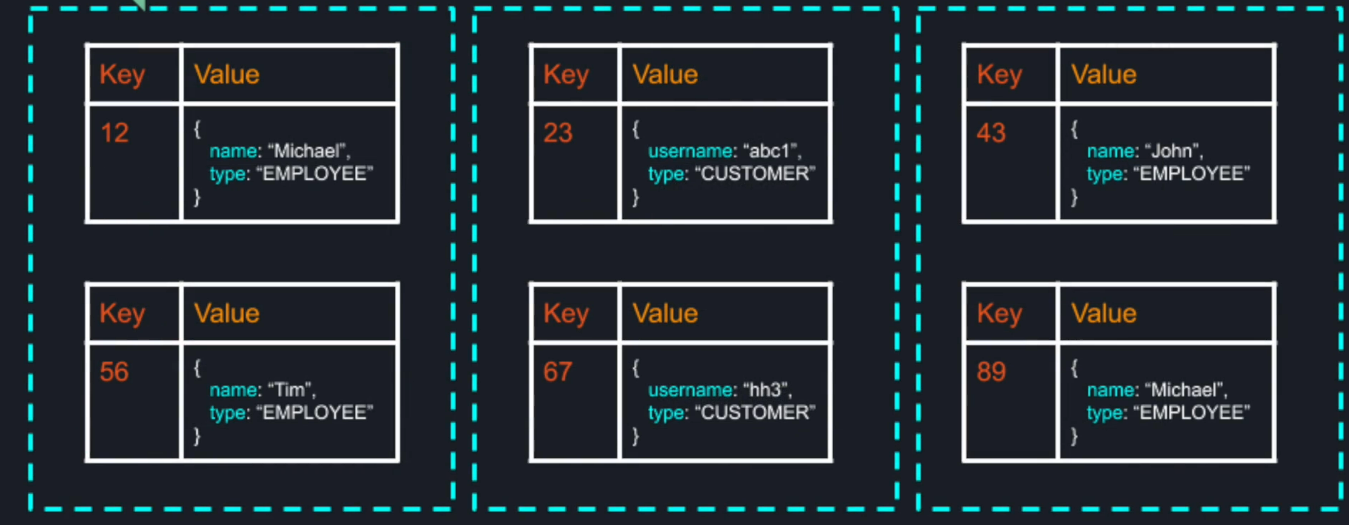 Key Value
12 {
name: “Michael”,
type: “EMPLOYEE”
}
Key Value
56 {
name: “Tim”,
type: “EMPLOYEE”
}
Key Value
23 {
username: “abc1”,
type: “CUSTOMER”
}
Key Value
67 {
username: “hh3”,
type: “CUSTOMER”
}
Key Value
43 {
name: “John”,
type: “EMPLOYEE”
}
Key Value
89 {
name: “Michael”,
type: “EMPLOYEE”
}